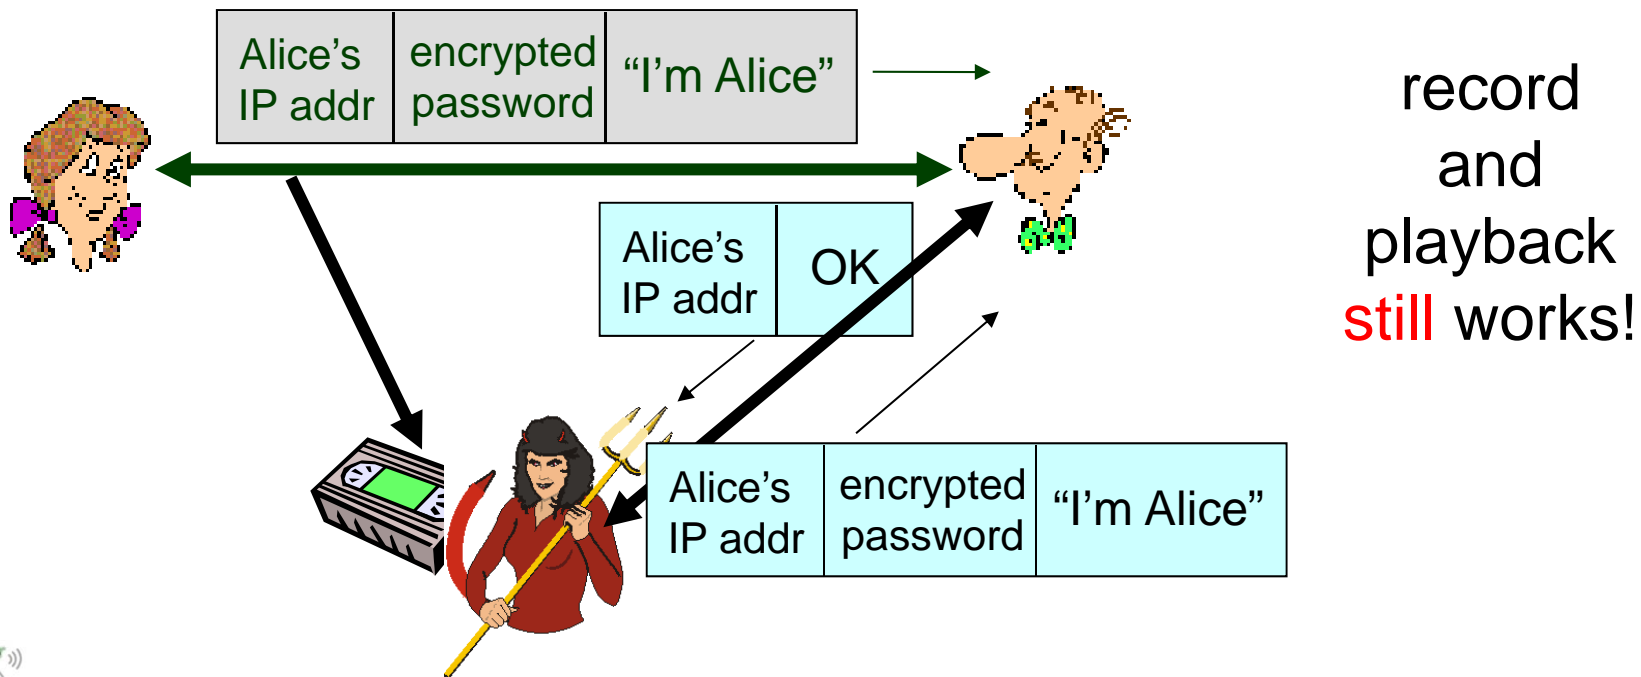 Alice’s
IP addr
encrypted
password
“I’m Alice”
record
and
playback
still works!
Alice’s
IP addr
OK
Alice’s
IP addr
encrypted
password
“I’m Alice”